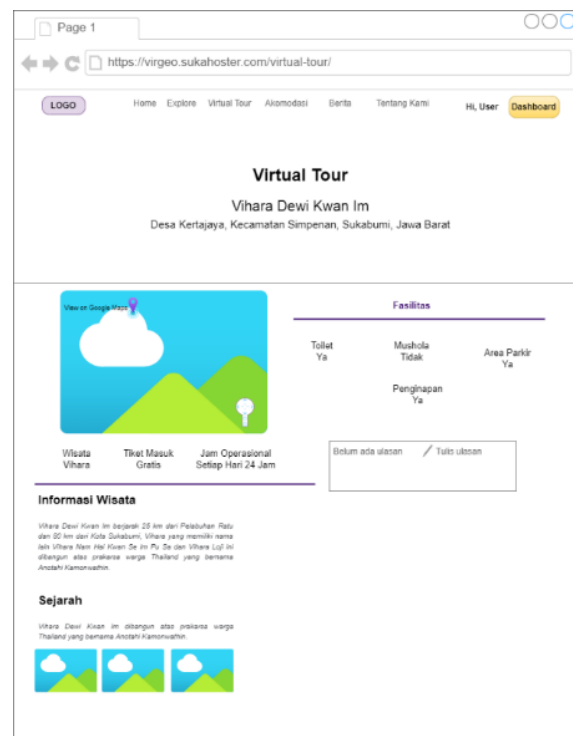 Page 1
https://virgeo.sukahoster.com/virtual-tour/
LOGO
Home Explore Virtual Tour Akomodasi Berita Tentang Kami Hi, User Dashboard
Virtual Tour
Vihara Dewi Kwan Im
Desa Kertajaya, Kecamatan Simpenan, Sukabumi, Jawa Barat
View on Google Maps
Wisata
Vihara
Tiket Masuk
Gratis
Jam Operasional
Setiap Hari 24 Jam
Informasi Wisata
Vihara Dewi Kwan Im berjarak 25 km dari Pelabuhan Ratu
dan 90 km dari Kota Sukabumi, Vihara yang memiliki nama
lain Vihara Nam Hai Kwan Se Im Pu Sa dan Vihara Loji ini
dibangun atas prakarsa warga Thailand yang bernama
Anotahi Kamonwathin.
Sejarah
Vihara Dewi Kwan Im dibangun atas prakarsa warga
Thailand yang bernama Anotahi Kamonwathin.
Fasilitas
Toilet
Ya
Mushola
Tidak
Area Parkir
Ya
Penginapan
Ya
Belum ada ulasan Tulis ulasan